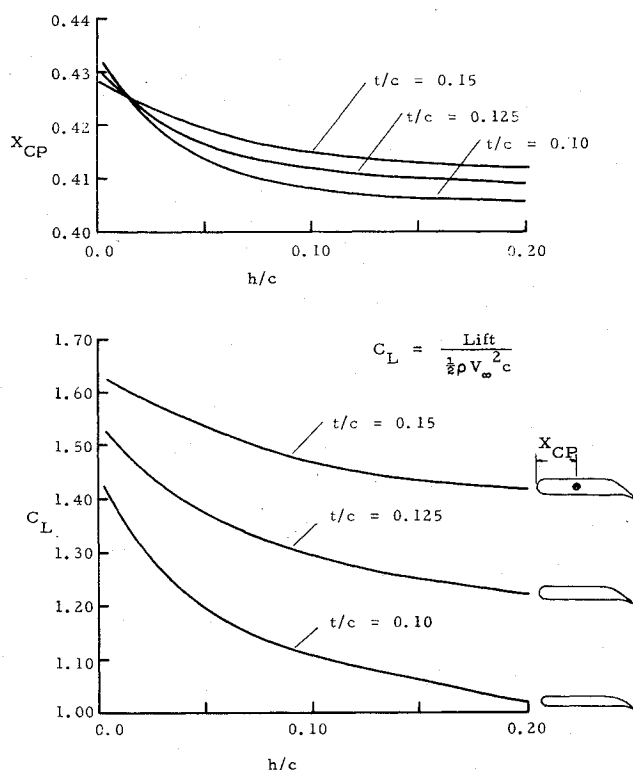 0.44
0.43
0.42
0.41
0.40
X_CP
t/c = 0.15
t/c = 0.125
t/c = 0.10
0.0
0.10
0.20
h/c
1.70
1.60
1.50
1.40
1.30
1.20
1.10
1.00
C_L
C_L = Lift / ½ρV_∞²c
t/c = 0.15
X_CP
t/c = 0.125
t/c = 0.10
0.0
0.10
0.20
h/c